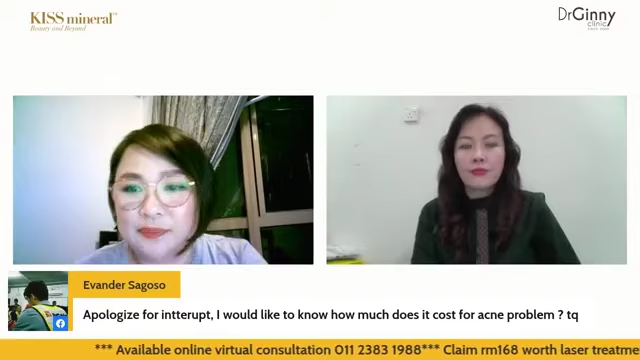 KISS mineral™
Beauty and Beyond
DrGinny
clinic
Evander Sagoso
Apologize for intterupt, I would like to know how much does it cost for acne problem ? tq
*** Available online virtual consultation 011 2383 1988*** Claim rm168 worth laser treatme